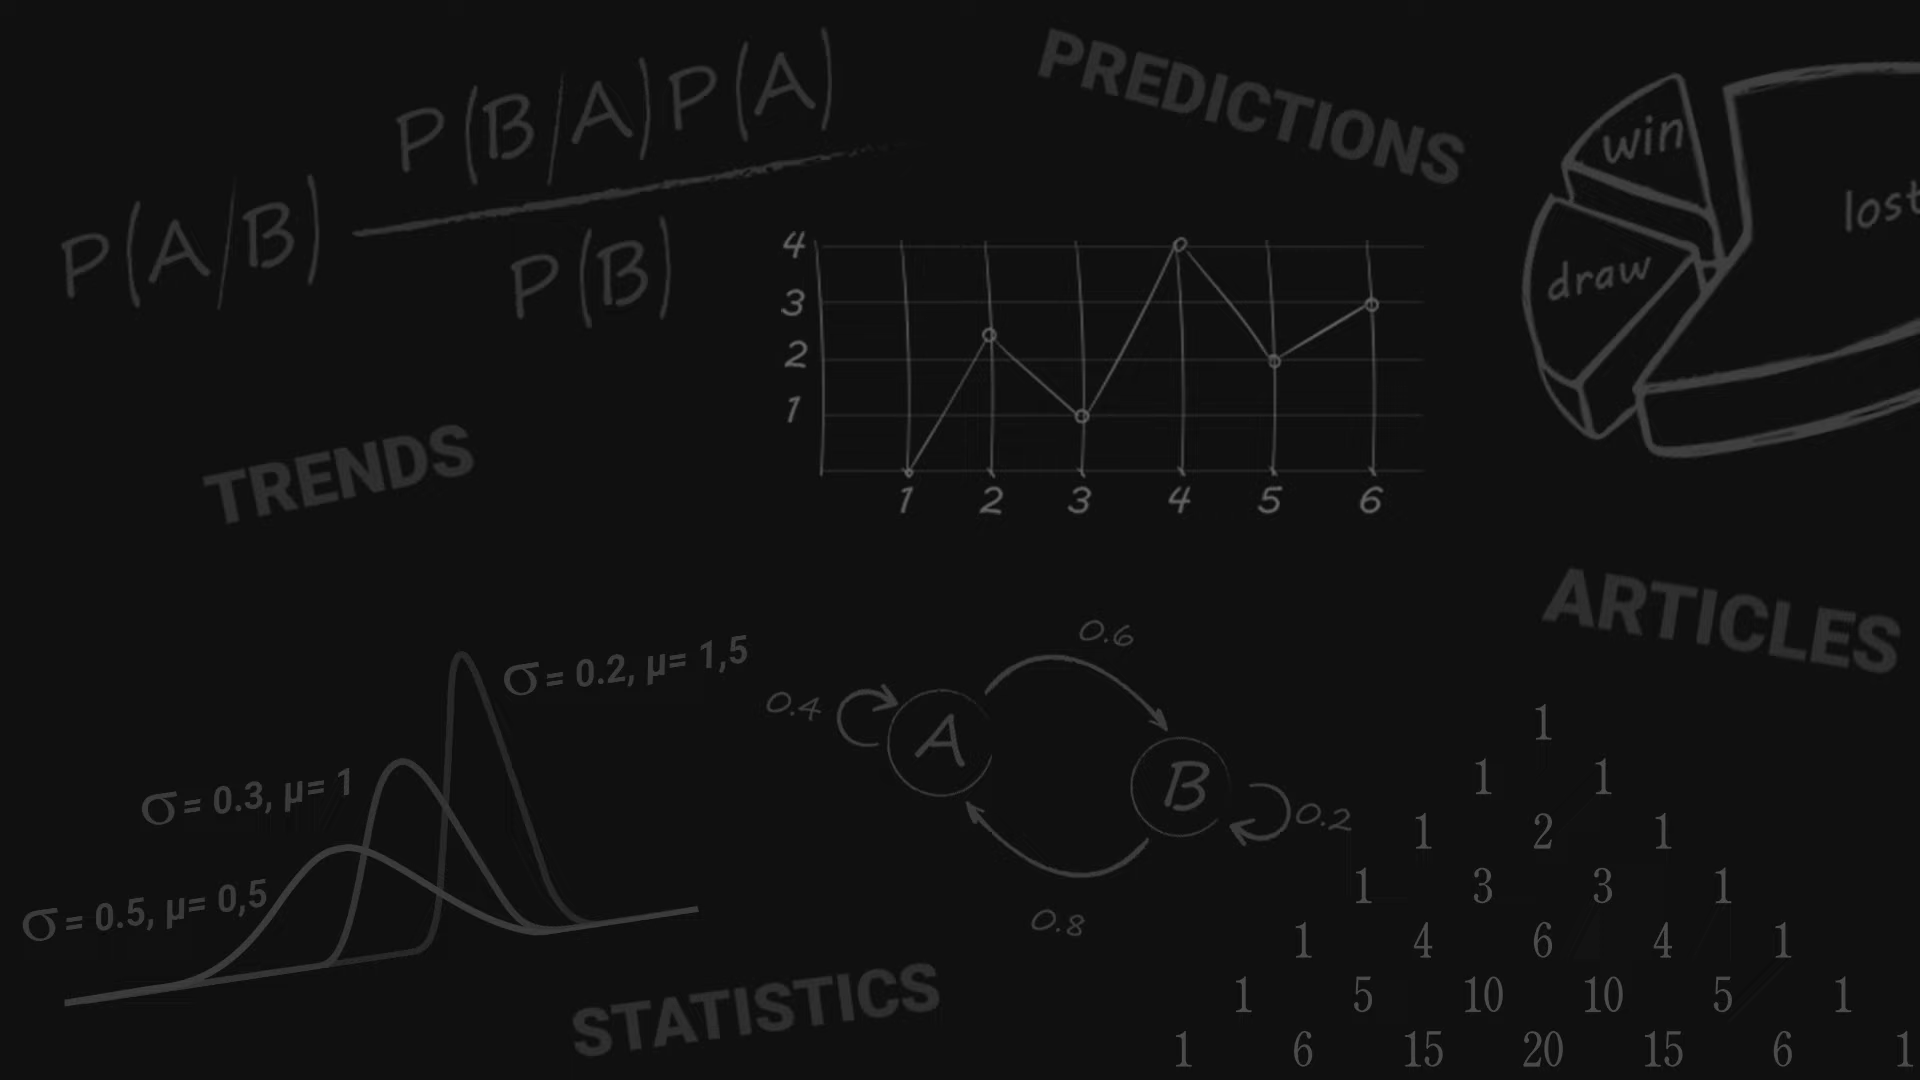 P(A/B) P(B/A)P(A)
P(B)
PREDICTIONS
win
lost
draw
4
3
2
1
1 2 3 4 5 6
TRENDS
ARTICLES
σ= 0.2, μ= 1,5
σ= 0.3, μ= 1
σ= 0.5, μ= 0,5
0.6
0.4
A
B
0.2
0.8
STATISTICS
1
1 1
1 2 1
1 3 3 1
1 4 6 4 1
1 5 10 10 5 1
1 6 15 20 15 6 1